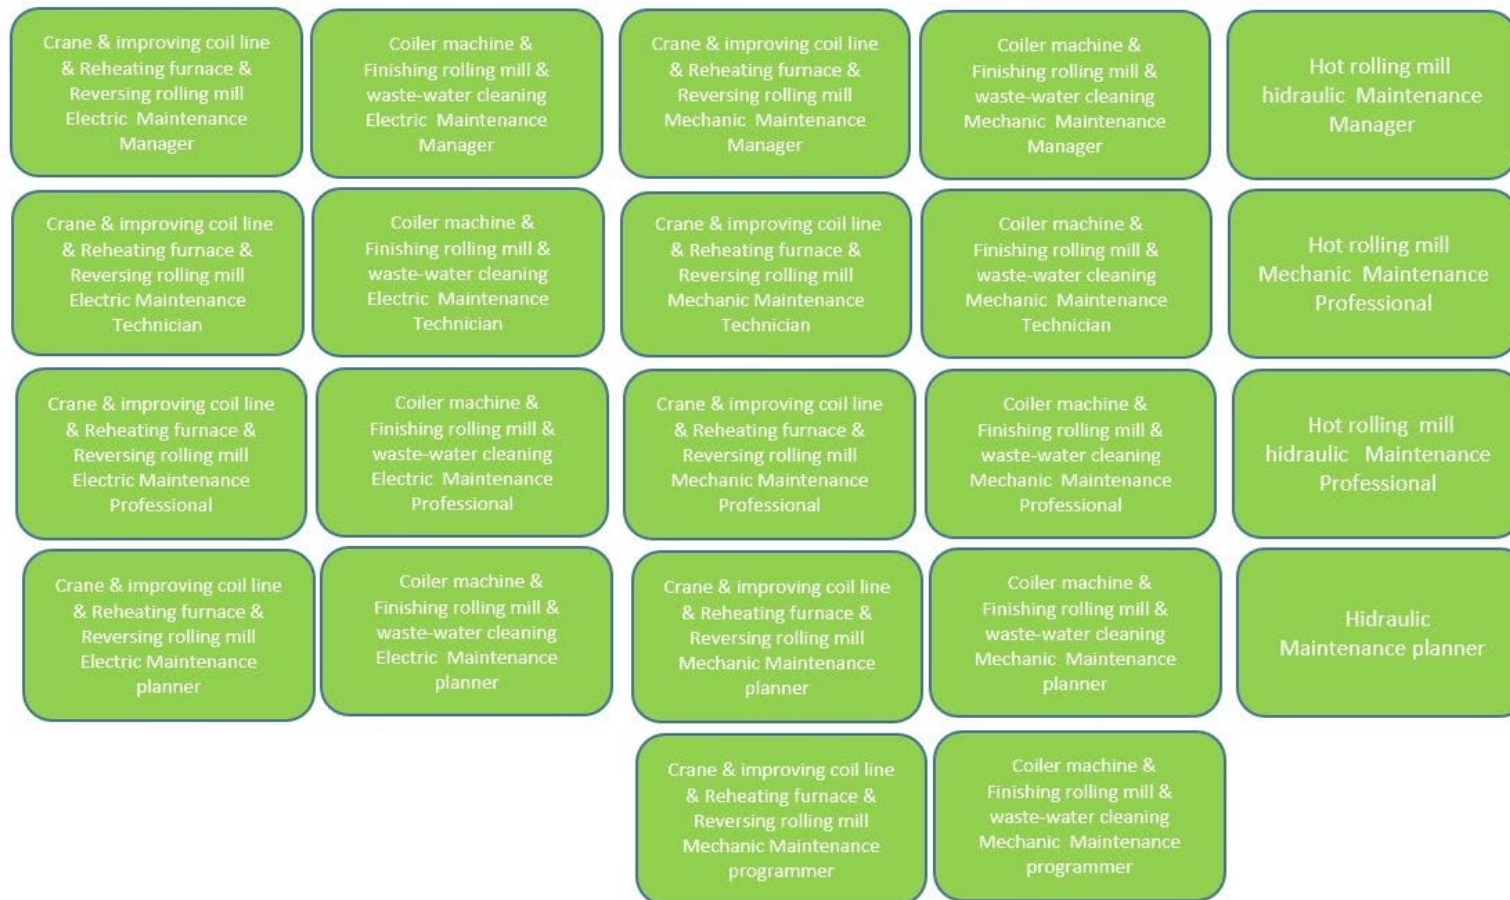 Crane & improving coil line
& Reheating furnace &
Reversing rolling mill
Electric Maintenance
Manager
Coiler machine &
Finishing rolling mill &
waste-water cleaning
Electric Maintenance
Manager
Crane & improving coil line
& Reheating furnace &
Reversing rolling mill
Mechanic Maintenance
Manager
Coiler machine &
Finishing rolling mill &
waste-water cleaning
Mechanic Maintenance
Manager
Hot rolling mill
hidraulic Maintenance
Manager
Crane & improving coil line
& Reheating furnace &
Reversing rolling mill
Electric Maintenance
Technician
Coiler machine &
Finishing rolling mill &
waste-water cleaning
Electric Maintenance
Technician
Crane & improving coil line
& Reheating furnace &
Reversing rolling mill
Mechanic Maintenance
Technician
Coiler machine &
Finishing rolling mill &
waste-water cleaning
Mechanic Maintenance
Technician
Hot rolling mill
Mechanic Maintenance
Professional
Crane & improving coil line
& Reheating furnace &
Reversing rolling mill
Electric Maintenance
Professional
Coiler machine &
Finishing rolling mill &
waste-water cleaning
Electric Maintenance
Professional
Crane & improving coil line
& Reheating furnace &
Reversing rolling mill
Mechanic Maintenance
Professional
Coiler machine &
Finishing rolling mill &
waste-water cleaning
Mechanic Maintenance
Professional
Hot rolling mill
hidraulic Maintenance
Professional
Crane & improving coil line
& Reheating furnace &
Reversing rolling mill
Electric Maintenance
planner
Coiler machine &
Finishing rolling mill &
waste-water cleaning
Electric Maintenance
planner
Crane & improving coil line
& Reheating furnace &
Reversing rolling mill
Mechanic Maintenance
planner
Coiler machine &
Finishing rolling mill &
waste-water cleaning
Mechanic Maintenance
planner
Hidraulic
Maintenance planner
Crane & improving coil line
& Reheating furnace &
Reversing rolling mill
Mechanic Maintenance
programmer
Coiler machine &
Finishing rolling mill &
waste-water cleaning
Mechanic Maintenance
programmer